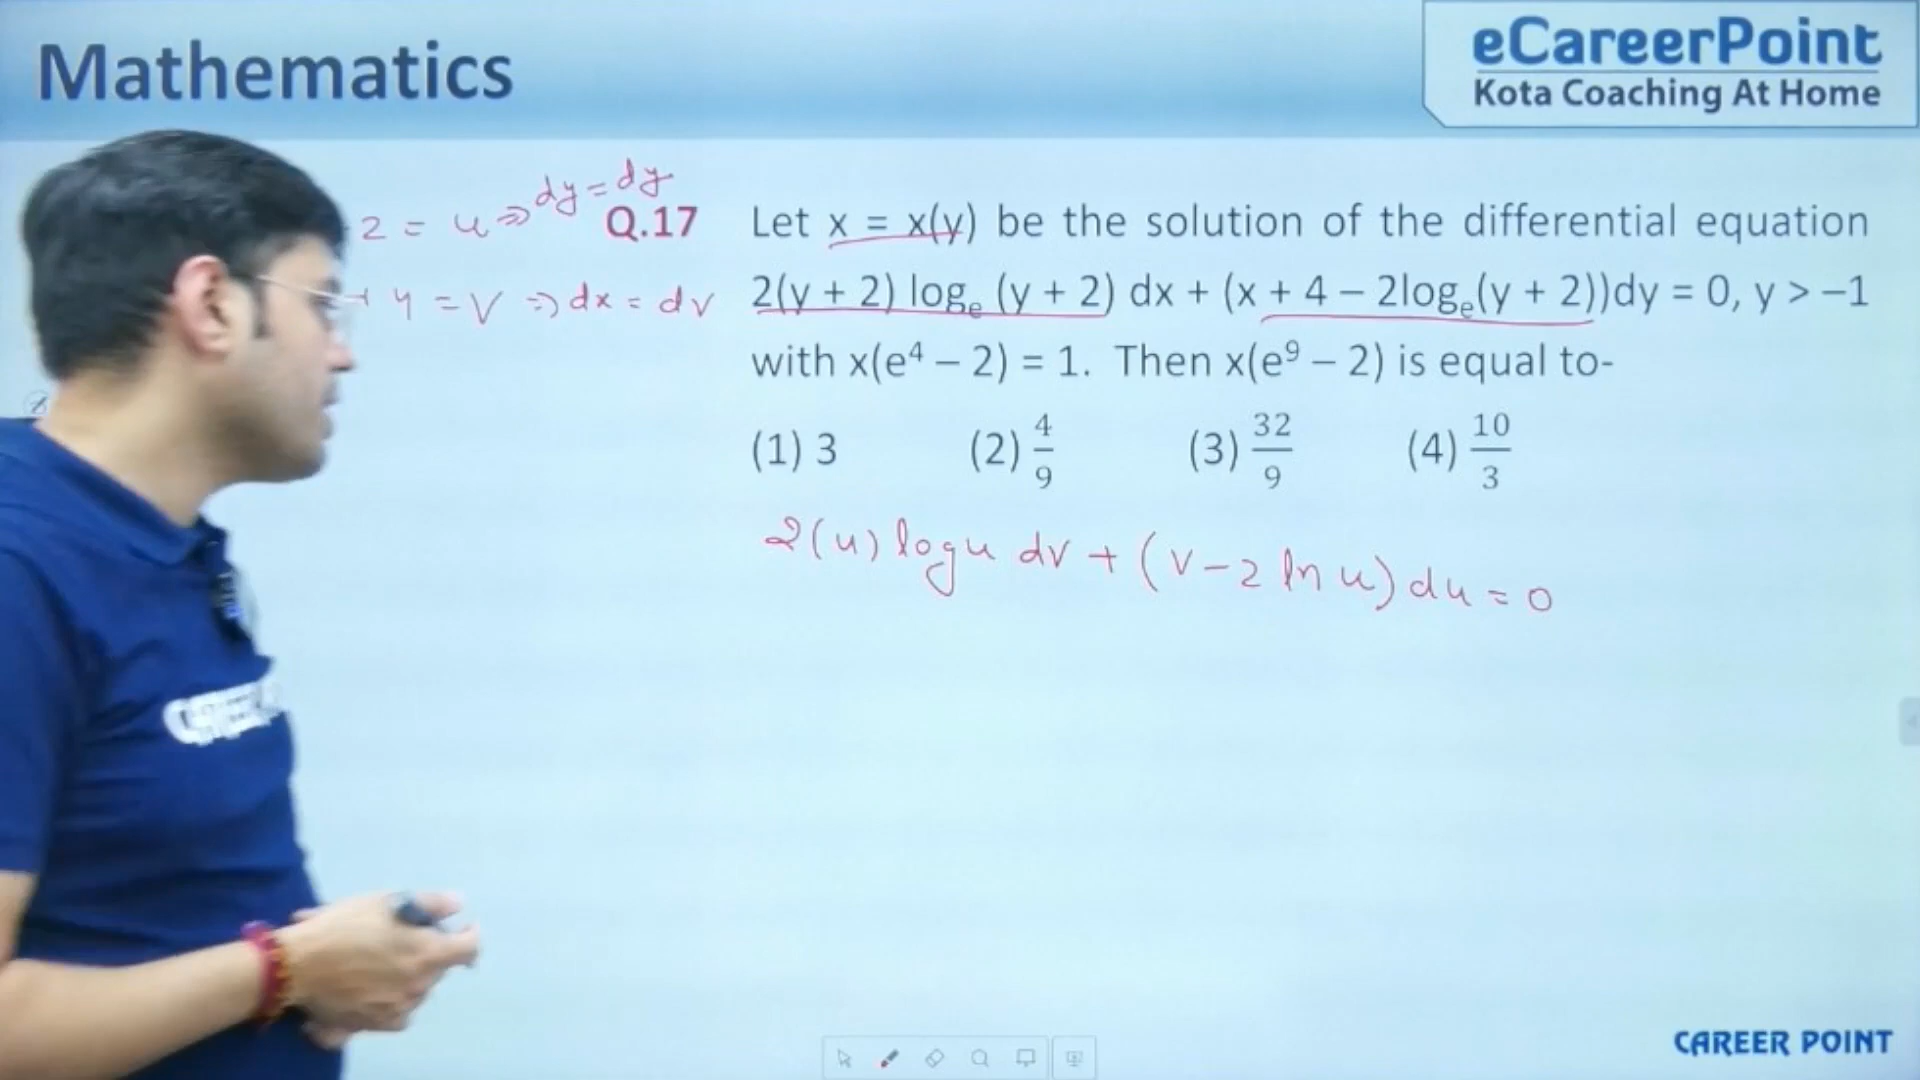 Mathematics
eCareerPoint
Kota Coaching At Home
2 = u ⇒ dy = dy
Q.17 Let x = x(y) be the solution of the differential equation
4 = V ⇒ dx = dv
2(y + 2) logₑ (y + 2) dx + (x + 4 – 2logₑ(y + 2))dy = 0, y > –1
with x(e⁴ – 2) = 1. Then x(e⁹ – 2) is equal to-
(1) 3 (2) 4/9 (3) 32/9 (4) 10/3
2(u) log u dv + (v – 2 ln u) du = 0
CAREER POINT